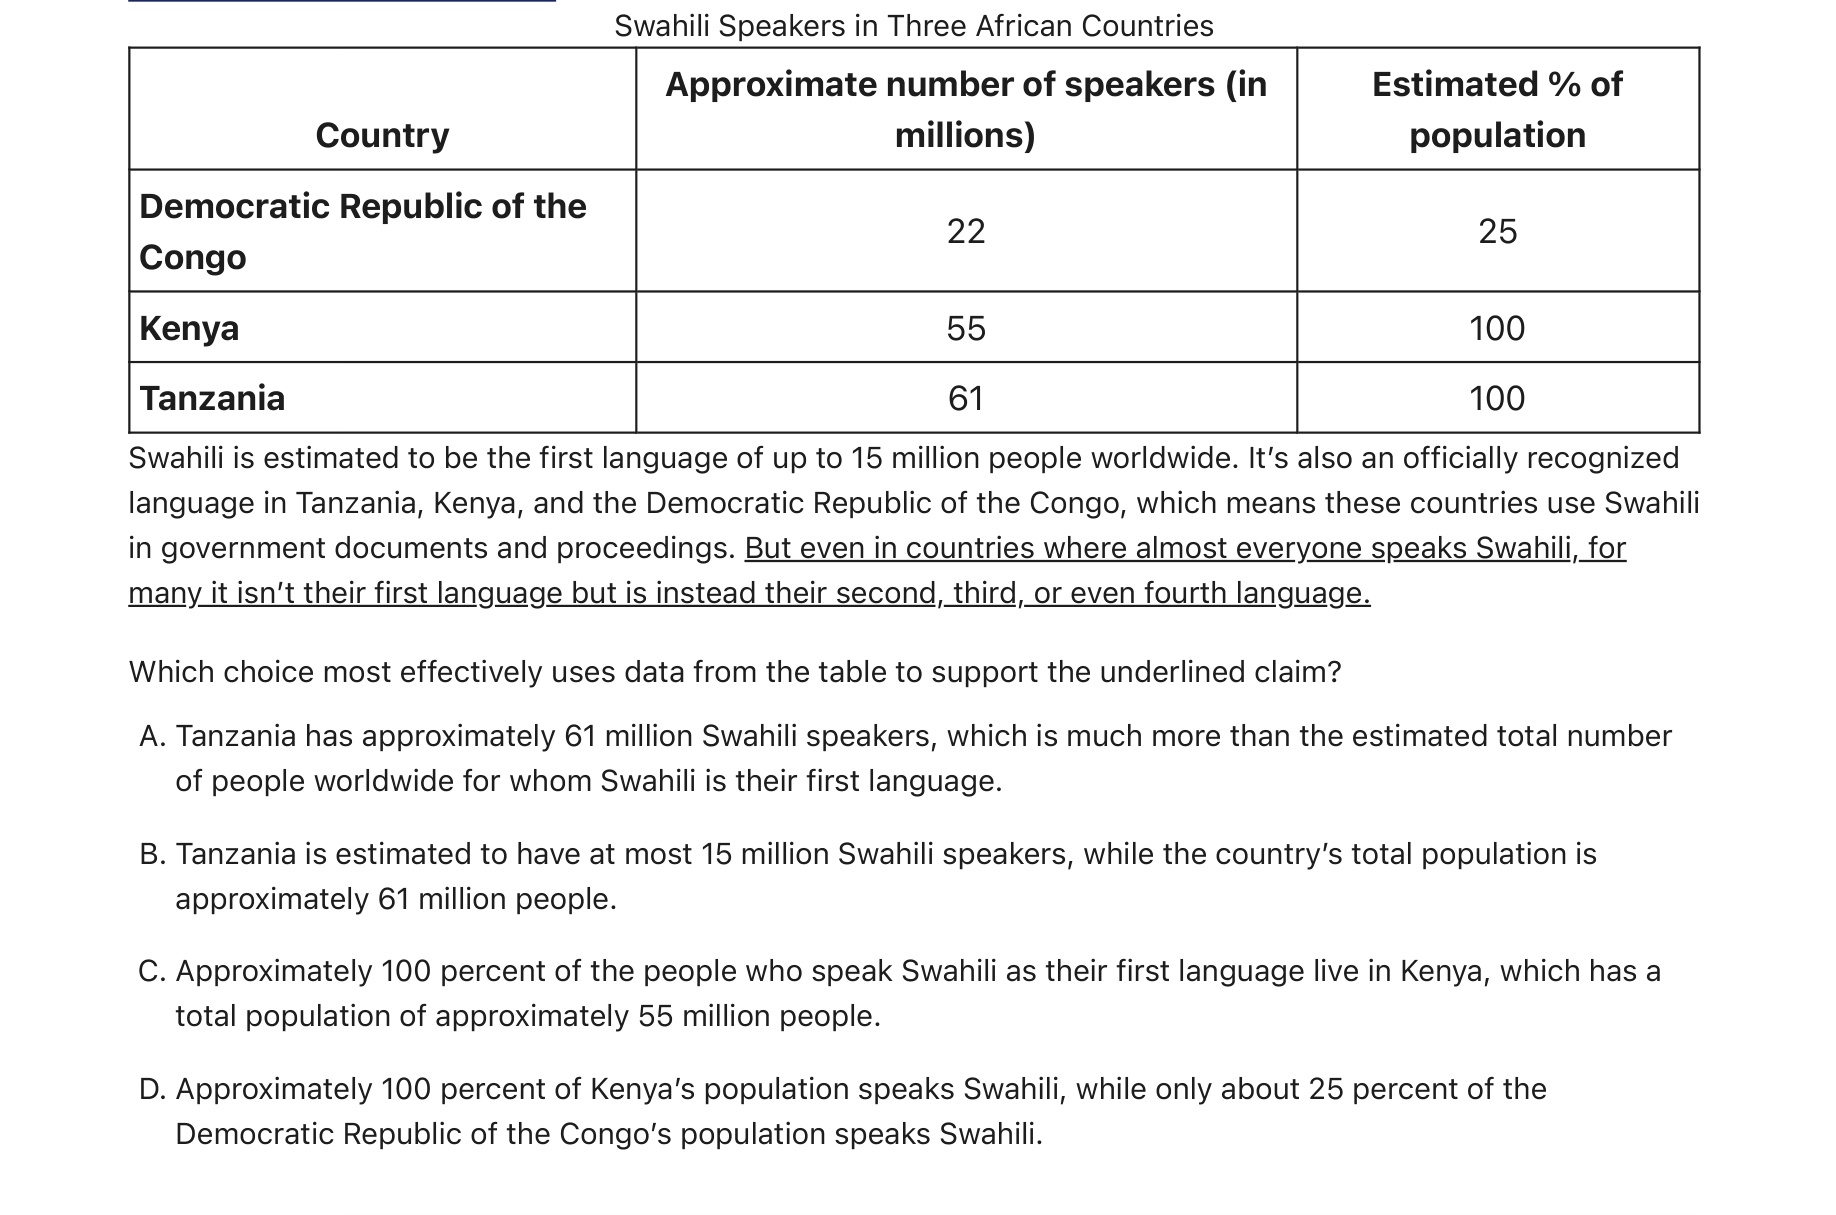 Swahili Speakers in Three African Countries
Country
Approximate number of speakers (in
millions)
Estimated % of
population
Democratic Republic of the
Congo
22
25
Kenya
55
100
Tanzania
61
100
Swahili is estimated to be the first language of up to 15 million people worldwide. It’s also an officially recognized
language in Tanzania, Kenya, and the Democratic Republic of the Congo, which means these countries use Swahili
in government documents and proceedings. But even in countries where almost everyone speaks Swahili, for
many it isn’t their first language but is instead their second, third, or even fourth language.
Which choice most effectively uses data from the table to support the underlined claim?
A. Tanzania has approximately 61 million Swahili speakers, which is much more than the estimated total number
of people worldwide for whom Swahili is their first language.
B. Tanzania is estimated to have at most 15 million Swahili speakers, while the country’s total population is
approximately 61 million people.
C. Approximately 100 percent of the people who speak Swahili as their first language live in Kenya, which has a
total population of approximately 55 million people.
D. Approximately 100 percent of Kenya’s population speaks Swahili, while only about 25 percent of the
Democratic Republic of the Congo’s population speaks Swahili.